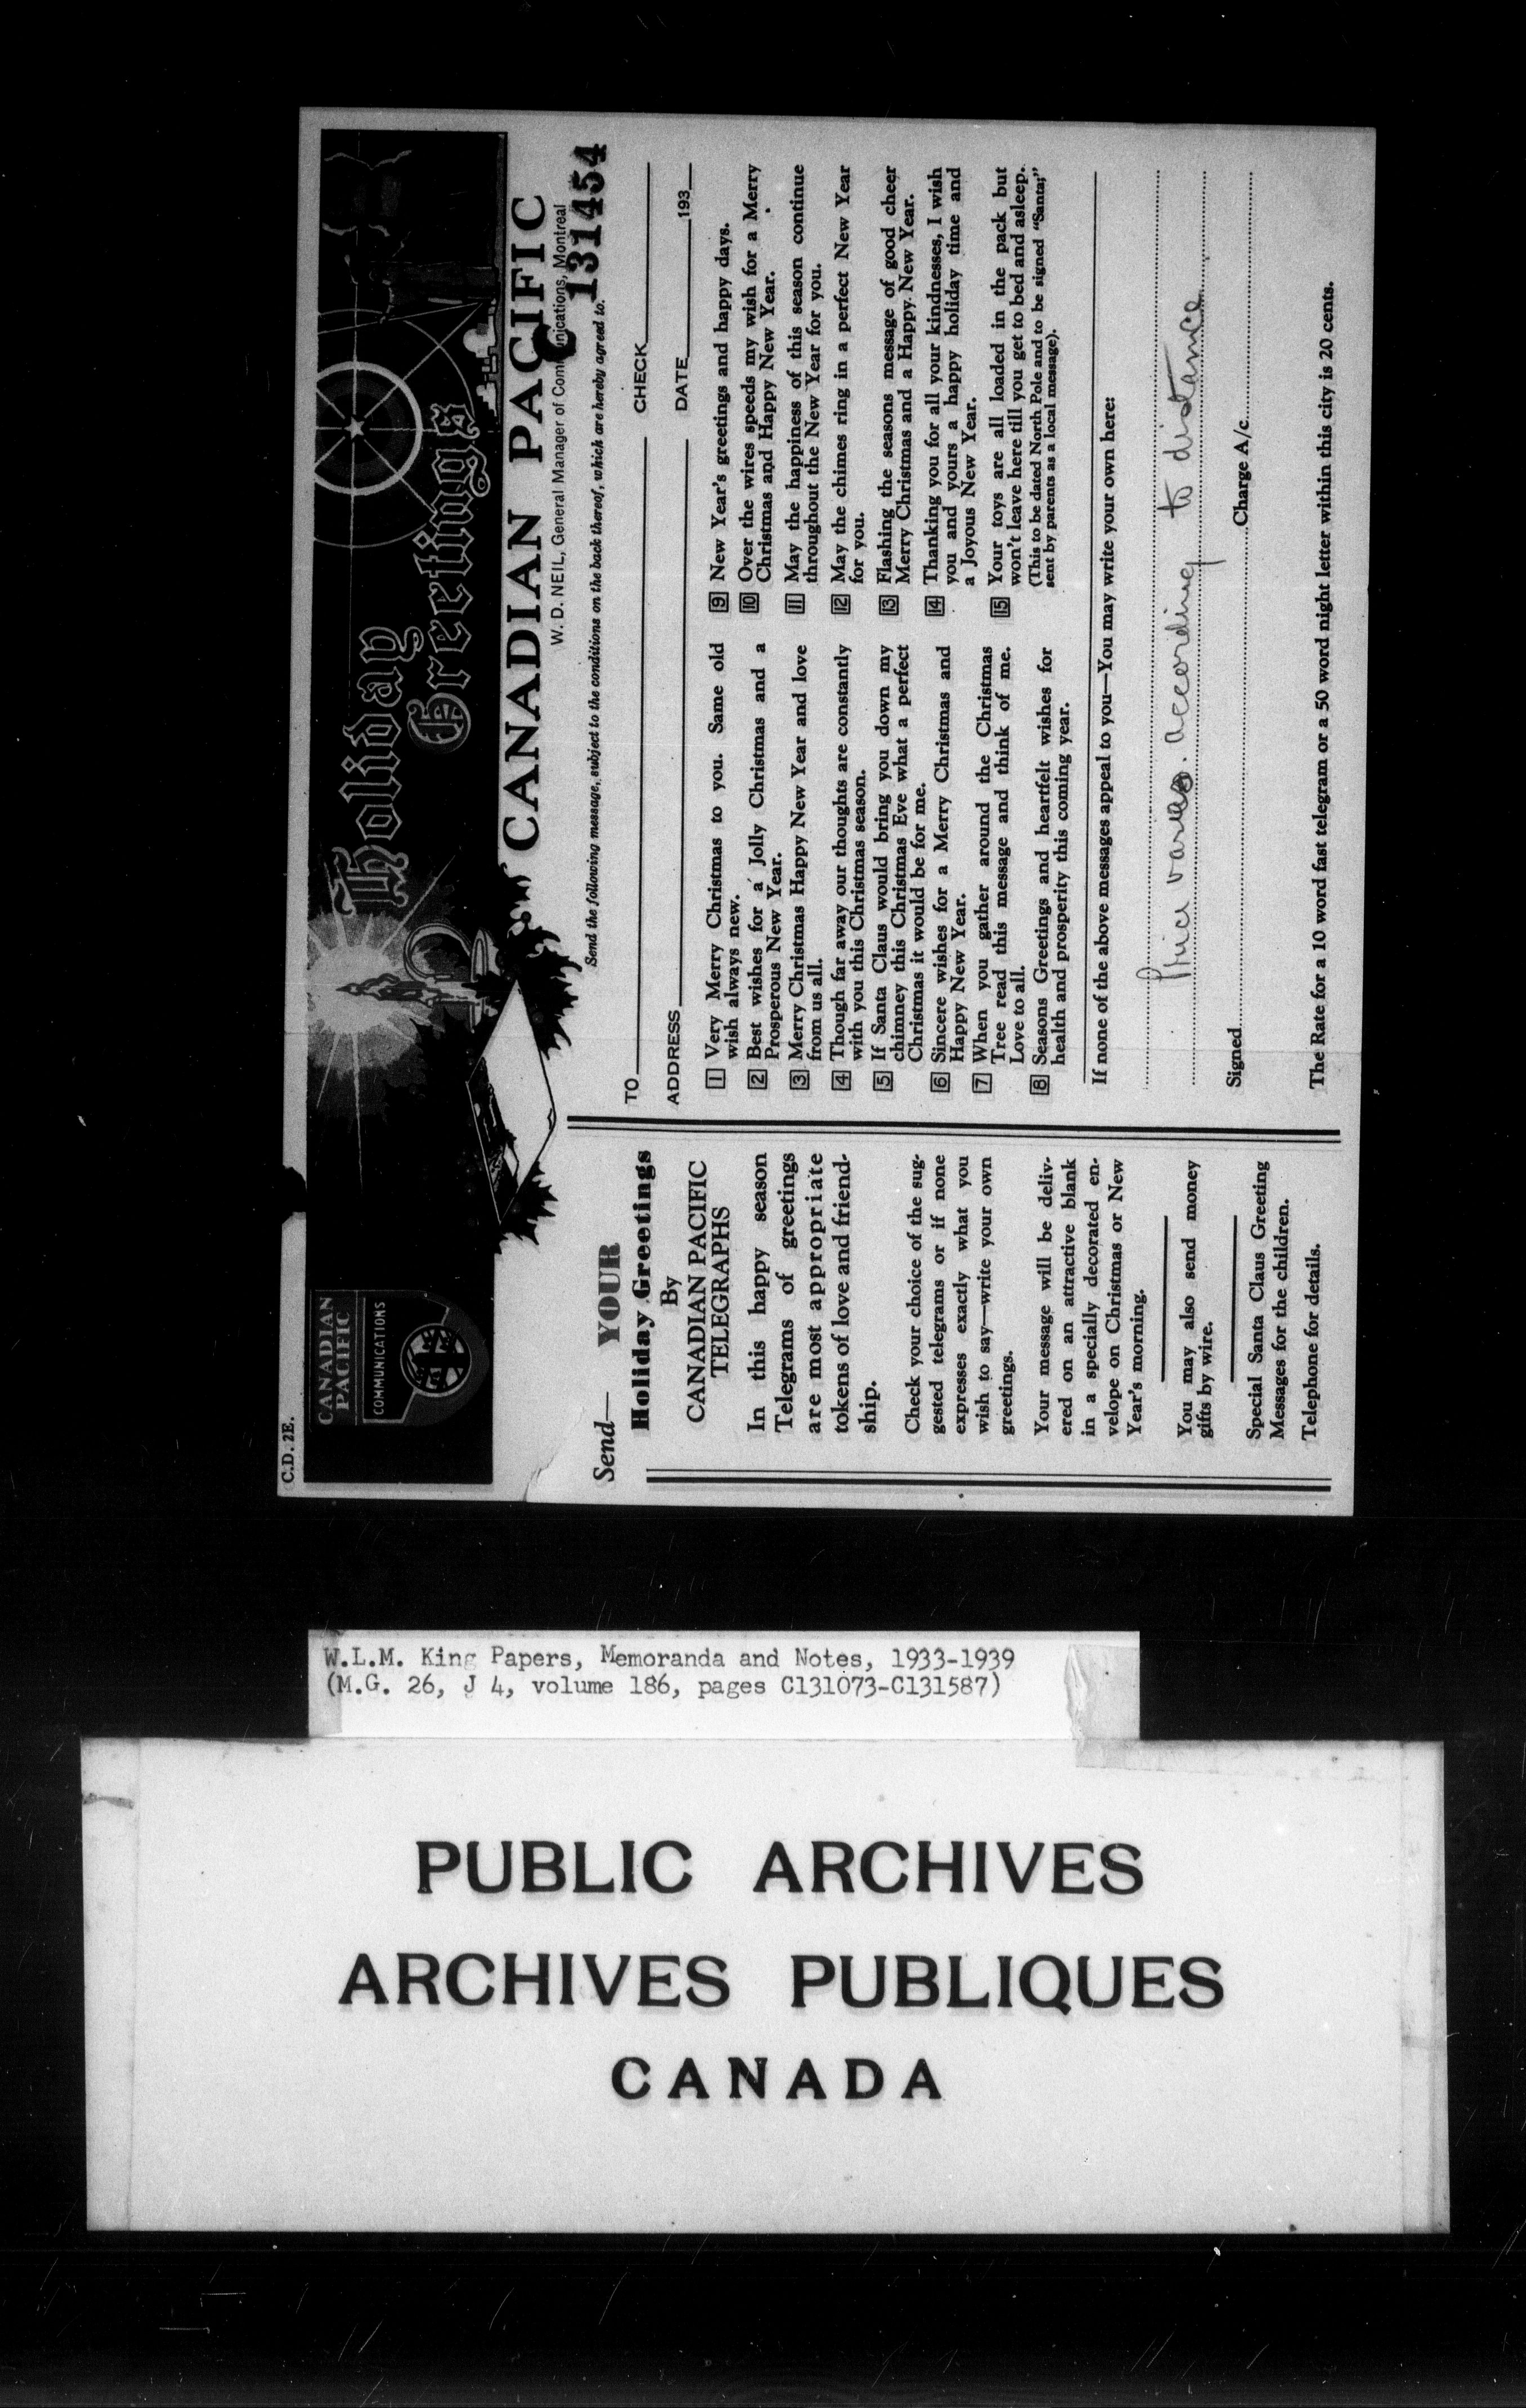 C.D. 2E.
CANADIAN
PACIFIC
COMMUNICATIONS
Holiday
Greetings
CANADIAN PACIFIC
W. D. NEIL, General Manager of Communications, Montreal
C 131454
Send the following message, subject to the conditions on the back thereof, which are hereby agreed to.
Send— YOUR
Holiday Greetings
By
CANADIAN PACIFIC
TELEGRAPHS
In this happy season
Telegrams of greetings
are most appropriate
tokens of love and friend-
ship.
Check your choice of the sug-
gested telegrams or if none
expresses exactly what you
wish to say—write your own
greetings.
Your message will be deliv-
ered on an attractive blank
in a specially decorated en-
velope on Christmas or New
Year's morning.
You may also send money
gifts by wire.
Special Santa Claus Greeting
Messages for the children.
Telephone for details.
TO CHECK
ADDRESS DATE 193
1 Very Merry Christmas to you. Same old
wish always new.
2 Best wishes for a Jolly Christmas and a
Prosperous New Year.
3 Merry Christmas Happy New Year and love
from us all.
4 Though far away our thoughts are constantly
with you this Christmas season.
5 If Santa Claus would bring you down my
chimney this Christmas Eve what a perfect
Christmas it would be for me.
6 Sincere wishes for a Merry Christmas and
Happy New Year.
7 When you gather around the Christmas
Tree read this message and think of me.
Love to all.
8 Seasons Greetings and heartfelt wishes for
health and prosperity this coming year.
9 New Year's greetings and happy days.
10 Over the wires speeds my wish for a Merry
Christmas and Happy New Year.
11 May the happiness of this season continue
throughout the New Year for you.
12 May the chimes ring in a perfect New Year
for you.
13 Flashing the seasons message of good cheer
Merry Christmas and a Happy New Year.
14 Thanking you for all your kindnesses, I wish
you and yours a happy holiday time and
a Joyous New Year.
15 Your toys are all loaded in the pack but
won't leave here till you get to bed and asleep.
(This to be dated North Pole and to be signed "Santa;"
sent by parents as a local message).
If none of the above messages appeal to you—You may write your own here:
Price varies according to distance
Signed Charge A/c
The Rate for a 10 word fast telegram or a 50 word night letter within this city is 20 cents.
W.L.M. King Papers, Memoranda and Notes, 1933-1939
(M.G. 26, J 4, volume 186, pages C131073-C131587)
PUBLIC ARCHIVES
ARCHIVES PUBLIQUES
CANADA